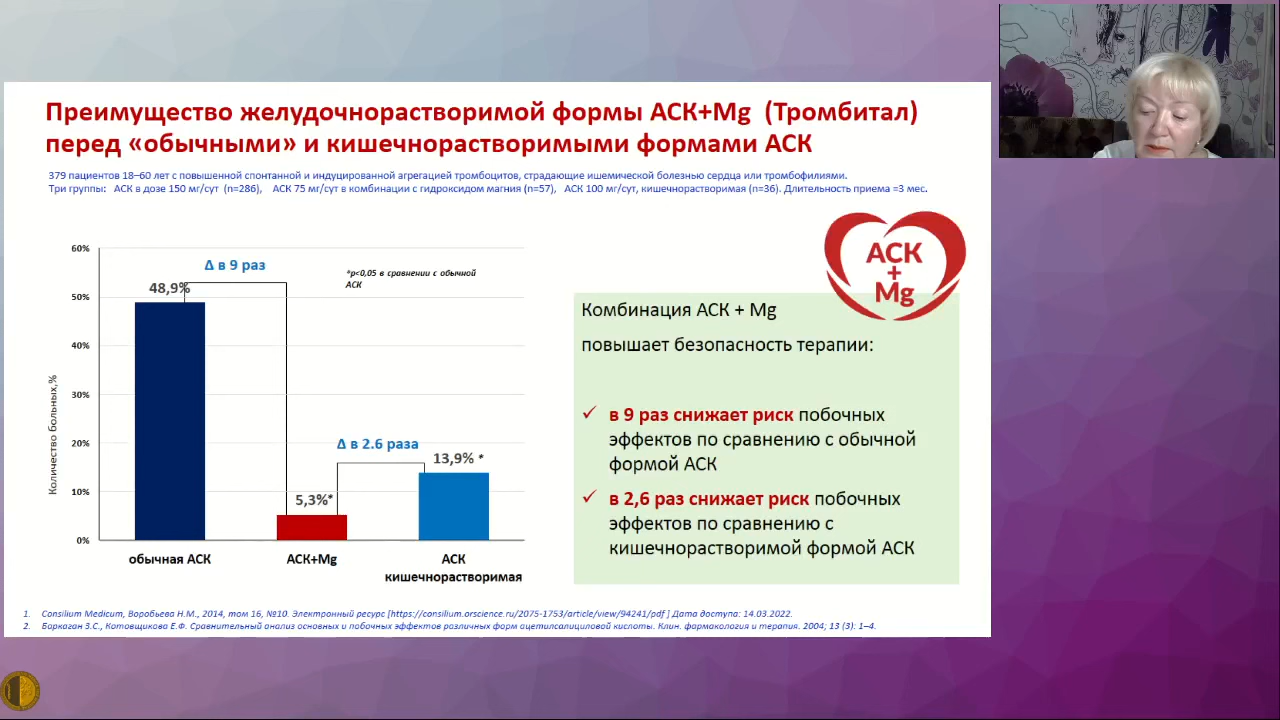 Преимущество желудочнорастворимой формы АСК+Mg (Тромбитал)
перед «обычными» и кишечнорастворимыми формами АСК
379 пациентов 18–60 лет с повышенной спонтанной и индуцированной агрегацией тромбоцитов, страдающие ишемической болезнью сердца или тромбофилиями.
Три группы: АСК в дозе 150 мг/сут (n=286), АСК 75 мг/сут в комбинации с гидроксидом магния (n=57), АСК 100 мг/сут, кишечнорастворимая (n=36). Длительность приема =3 мес.
Количество больных,%
60%
50%
40%
30%
20%
10%
0%
Δ в 9 раз
*p<0,05 в сравнении с обычной
АСК
48,9%
Δ в 2.6 раза
13,9% *
5,3%*
обычная АСК
АСК+Mg
АСК
кишечнорастворимая
АСК
+
Mg
Комбинация АСК + Mg
повышает безопасность терапии:
✓ в 9 раз снижает риск побочных
эффектов по сравнению с обычной
формой АСК
✓ в 2,6 раз снижает риск побочных
эффектов по сравнению с
кишечнорастворимой формой АСК
1. Consilium Medicum, Воробьева Н.М., 2014, том 16, №10. Электронный ресурс [https://consilium.orscience.ru/2075-1753/article/view/94241/pdf ] Дата доступа: 14.03.2022.
2. Баркаган З.С., Котовщикова Е.Ф. Сравнительный анализ основных и побочных эффектов различных форм ацетилсалициловой кислоты. Клин. фармакология и терапия. 2004; 13 (3): 1–4.